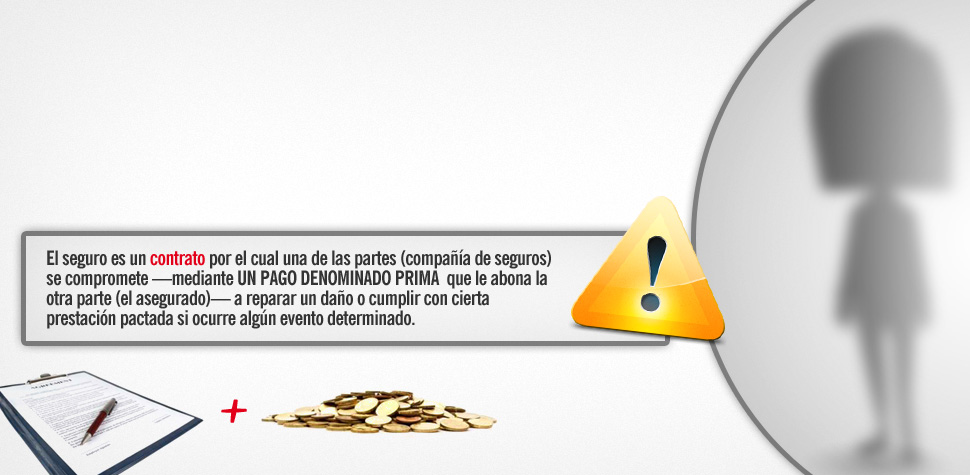 El seguro es un contrato por el cual una de las partes (compañía de seguros)
se compromete —mediante UN PAGO DENOMINADO PRIMA que le abona la
otra parte (el asegurado)— a reparar un daño o cumplir con cierta
prestación pactada si ocurre algún evento determinado.
!
AGREEMENT
+